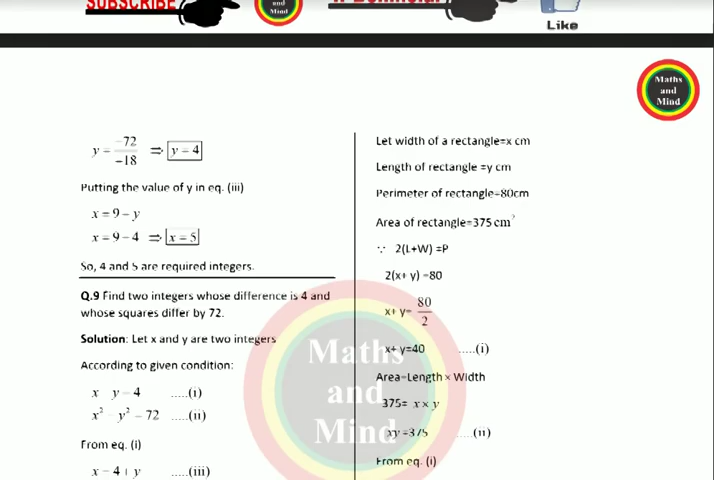 SUBSCRIBE
and
Mind
Like
Maths
and
Mind
y = -72/-18 ⇒ y = 4
Putting the value of y in eq. (iii)
x = 9 − y
x = 9 − 4 ⇒ x = 5
So, 4 and 5 are required integers.
Q.9 Find two integers whose difference is 4 and
whose squares differ by 72.
Solution: Let x and y are two integers
According to given condition:
x y = 4 .....(i)
x² y² = 72 .....(ii)
From eq. (i)
x = 4 + y .....(iii)
Let width of a rectangle=x cm
Length of rectangle =y cm
Perimeter of rectangle=80cm
Area of rectangle=375 cm²
∵ 2(L+W) =P
2(x+ y) =80
x+ y= 80/2
x+ y=40 .....(i)
Area=Length × Width
375= x × y
xy =375 .....(ii)
From eq. (i)
Maths
and
Mind